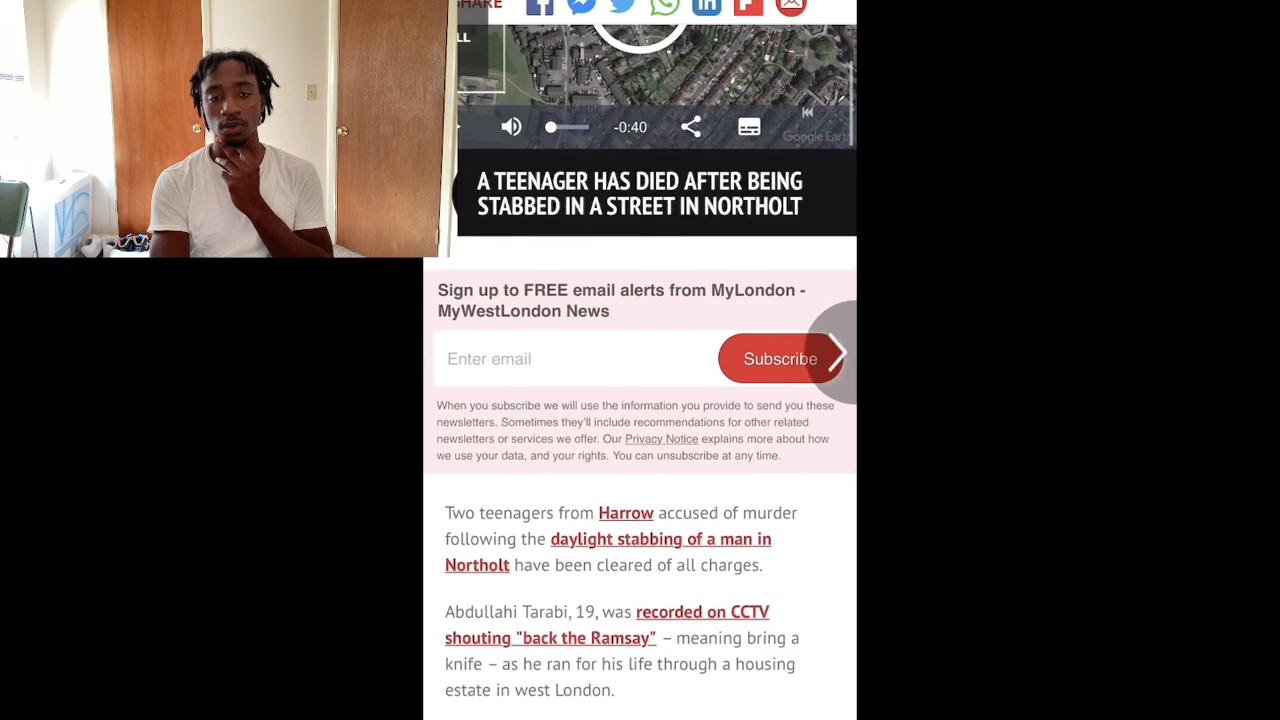 SHARE
LL
-0:40
Google Earth
A TEENAGER HAS DIED AFTER BEING
STABBED IN A STREET IN NORTHOLT
Sign up to FREE email alerts from MyLondon -
MyWestLondon News
Enter email
Subscribe
When you subscribe we will use the information you provide to send you these
newsletters. Sometimes they'll include recommendations for other related
newsletters or services we offer. Our Privacy Notice explains more about how
we use your data, and your rights. You can unsubscribe at any time.
Two teenagers from Harrow accused of murder
following the daylight stabbing of a man in
Northolt have been cleared of all charges.
Abdullahi Tarabi, 19, was recorded on CCTV
shouting "back the Ramsay" – meaning bring a
knife – as he ran for his life through a housing
estate in west London.